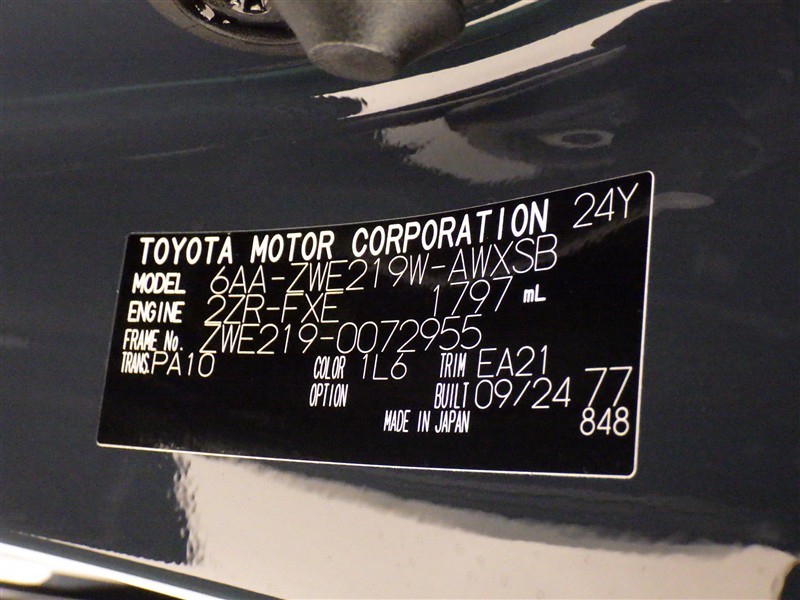 TOYOTA MOTOR CORPORATION 24Y
MODEL 6AA-ZWE219W-AWXSB
ENGINE 2ZR-FXE 1797 mL
FRAME No. ZWE219-0072955
TRANS. PA10 COLOR 1L6 TRIM EA21
OPTION BUILT 09/24 77
MADE IN JAPAN 848